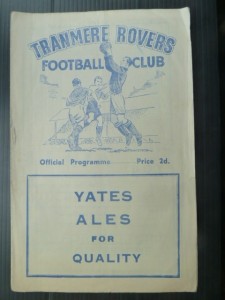 TRANMERE ROVERS
FOOTBALL CLUB
Official Programme Price 2d.
YATES
ALES
FOR
QUALITY